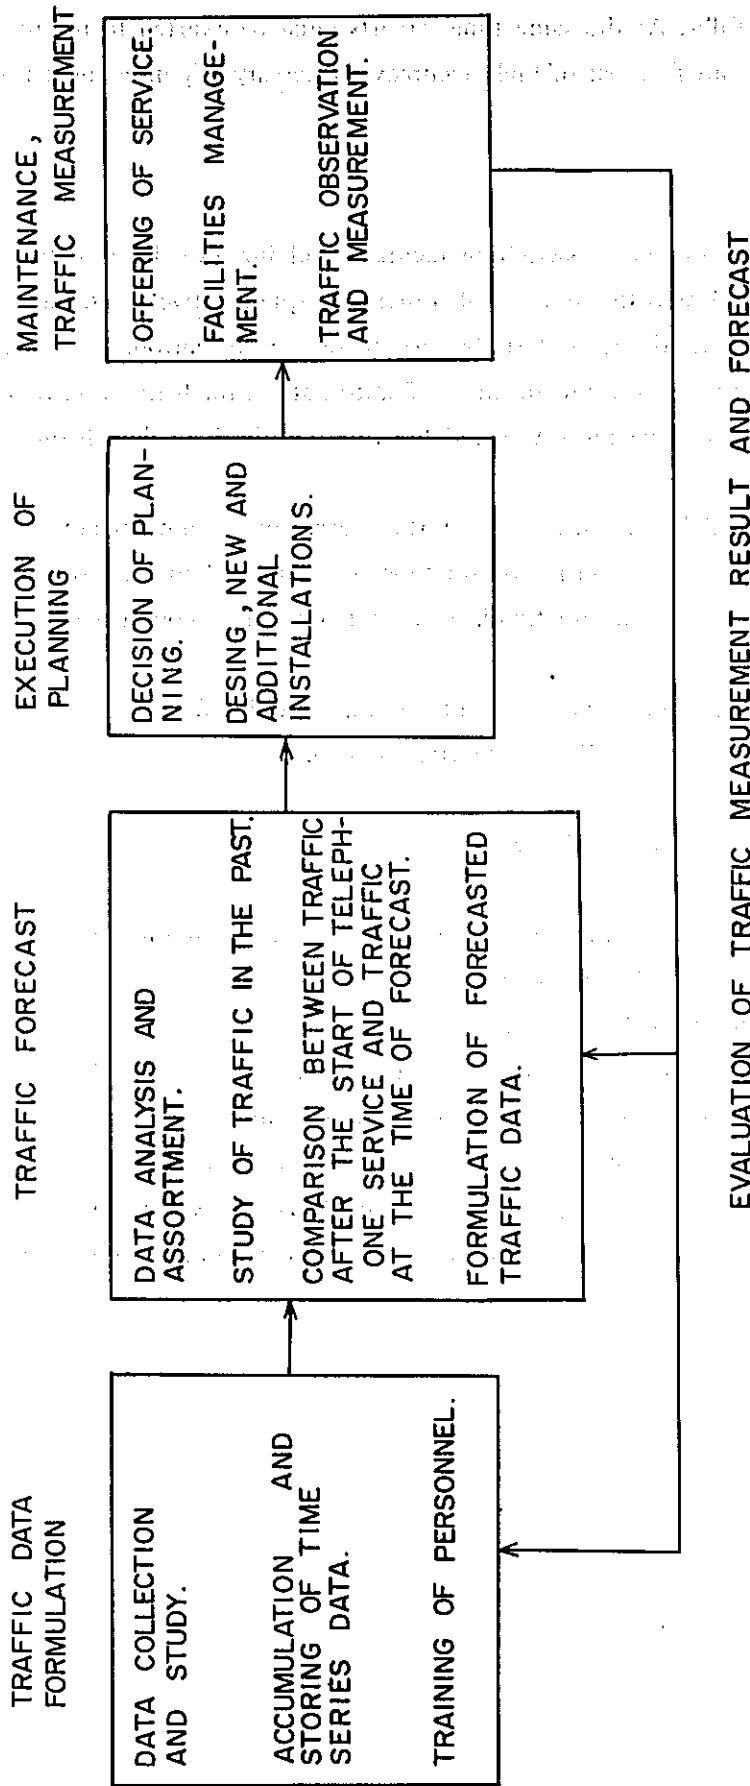 TRAFFIC DATA
FORMULATION
DATA COLLECTION
AND STUDY.
ACCUMULATION AND
STORING OF TIME
SERIES DATA.
TRAINING OF PERSONNEL.
TRAFFIC FORECAST
DATA ANALYSIS AND
ASSORTMENT.
STUDY OF TRAFFIC IN THE PAST.
COMPARISON BETWEEN TRAFFIC
AFTER THE START OF TELEPH-
ONE SERVICE AND TRAFFIC
AT THE TIME OF FORECAST.
FORMULATION OF FORECASTED
TRAFFIC DATA.
EXECUTION OF
PLANNING
DECISION OF PLAN-
NING.
DESING, NEW AND
ADDITIONAL
INSTALLATIONS.
MAINTENANCE,
TRAFFIC MEASUREMENT
OFFERING OF SERVICE.
FACILITIES MANAGE-
MENT.
TRAFFIC OBSERVATION
AND MEASUREMENT.
EVALUATION OF TRAFFIC MEASUREMENT RESULT AND FORECAST